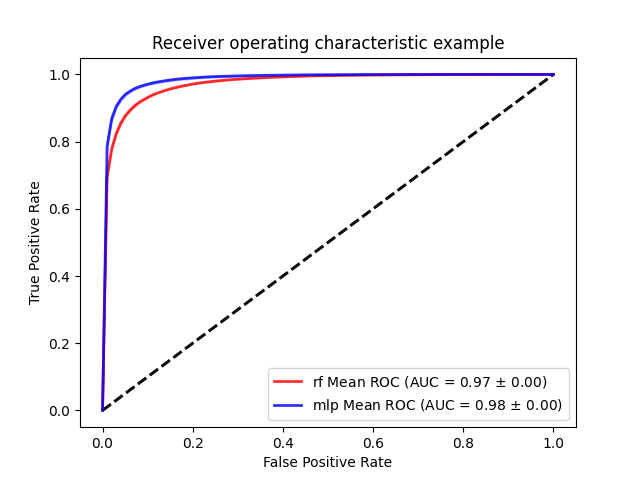 Receiver operating characteristic example
True Positive Rate
1.0
0.8
0.6
0.4
0.2
0.0
rf Mean ROC (AUC = 0.97 ± 0.00)
mlp Mean ROC (AUC = 0.98 ± 0.00)
0.0 0.2 0.4 0.6 0.8 1.0
False Positive Rate